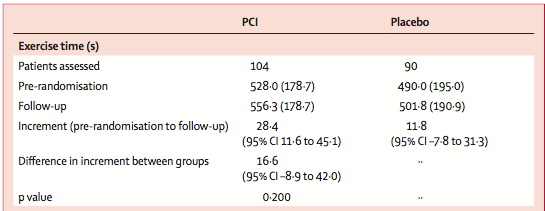 PCI Placebo
Exercise time (s)
Patients assessed 104 90
Pre-randomisation 528·0 (178·7) 490·0 (195·0)
Follow-up 556·3 (178·7) 501·8 (190·9)
Increment (pre-randomisation to follow-up) 28·4 11·8
(95% CI 11·6 to 45·1) (95% CI –7·8 to 31·3)
Difference in increment between groups 16·6 ··
(95% CI –8·9 to 42·0)
p value 0·200 ··